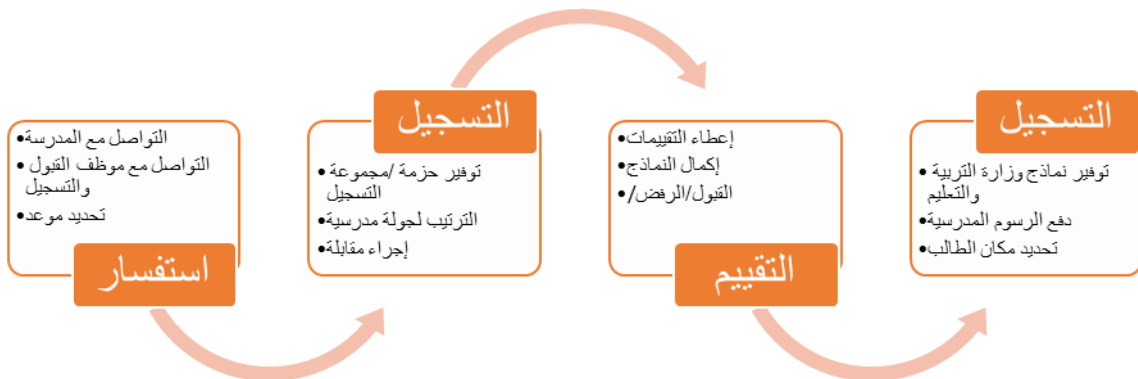 •التواصل مع المدرسة
•التواصل مع موظف القبول
والتسجيل
•تحديد موعد
استفسار
التسجيل
•توفير حزمة /مجموعة
التسجيل
•الترتيب لجولة مدرسية
•إجراء مقابلة
•إعطاء التقييمات
•إكمال النماذج
•القبول/الرفض/
التقييم
التسجيل
•توفير نماذج وزارة التربية
والتعليم
•دفع الرسوم المدرسية
•تحديد مكان الطالب